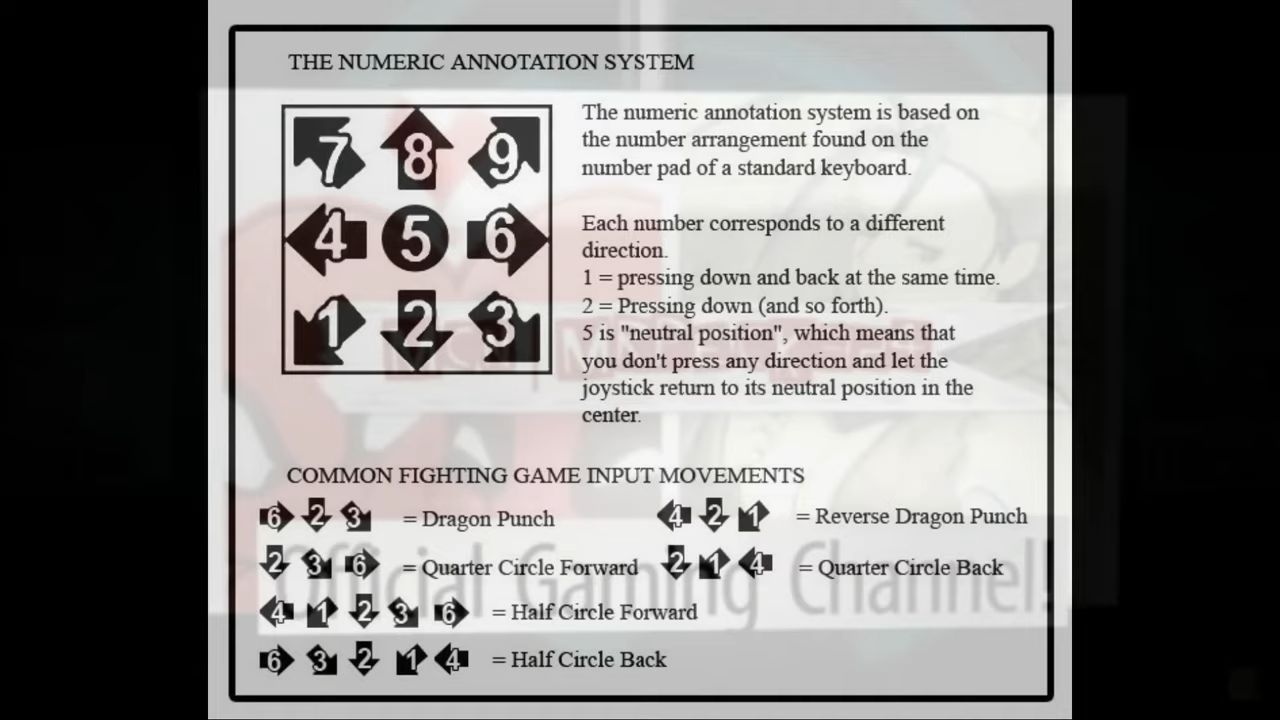 THE NUMERIC ANNOTATION SYSTEM
7 8 9
4 5 6
1 2 3
The numeric annotation system is based on
the number arrangement found on the
number pad of a standard keyboard.
Each number corresponds to a different
direction.
1 = pressing down and back at the same time.
2 = Pressing down (and so forth).
5 is "neutral position", which means that
you don't press any direction and let the
joystick return to its neutral position in the
center.
COMMON FIGHTING GAME INPUT MOVEMENTS
6 2 3 = Dragon Punch
4 2 1 = Reverse Dragon Punch
2 3 6 = Quarter Circle Forward
2 1 4 = Quarter Circle Back
4 1 2 3 6 = Half Circle Forward
6 3 2 1 4 = Half Circle Back
Official Gaming Channel!